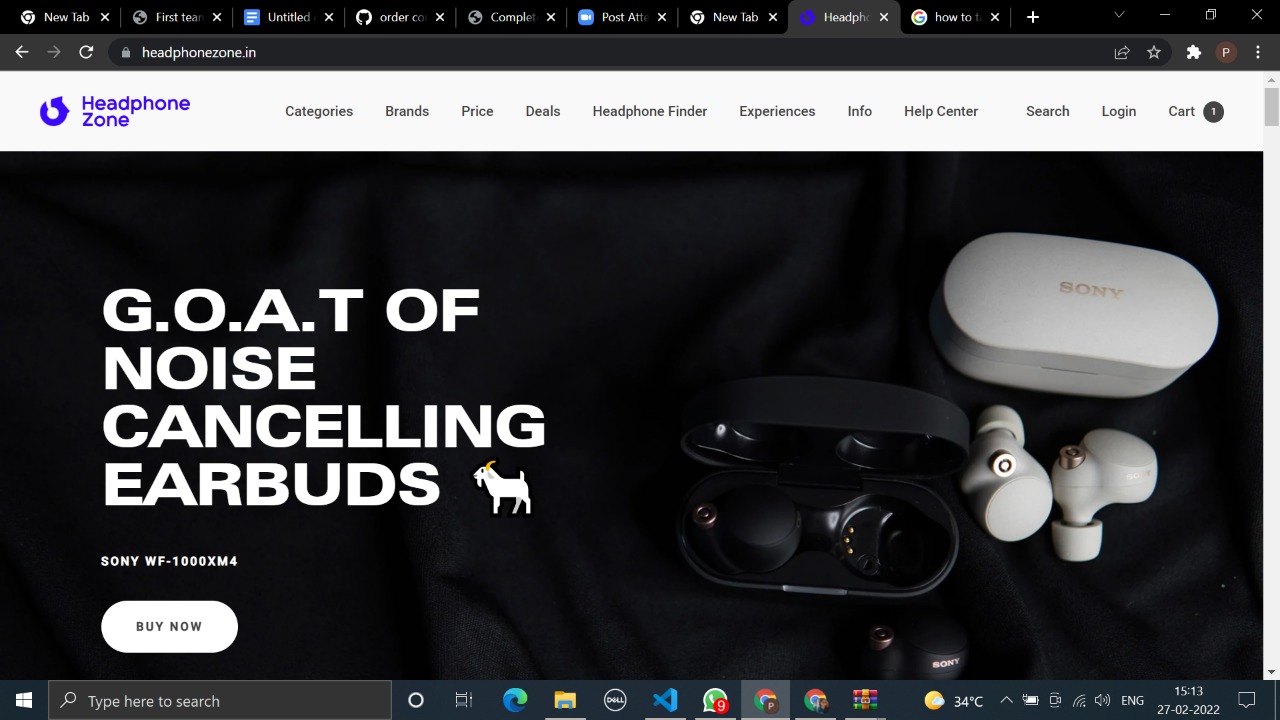 New Tab
First tean
Untitled
order co
Complet
Post Atte
New Tab
Headpho
how to ta
headphonezone.in
P
Headphone
Zone
Categories Brands Price Deals Headphone Finder Experiences Info Help Center Search Login Cart 1
G.O.A.T OF
NOISE
CANCELLING
EARBUDS
SONY WF-1000XM4
BUY NOW
SONY
SONY
Type here to search
DELL
9
P
34°C
ENG
15:13
27-02-2022